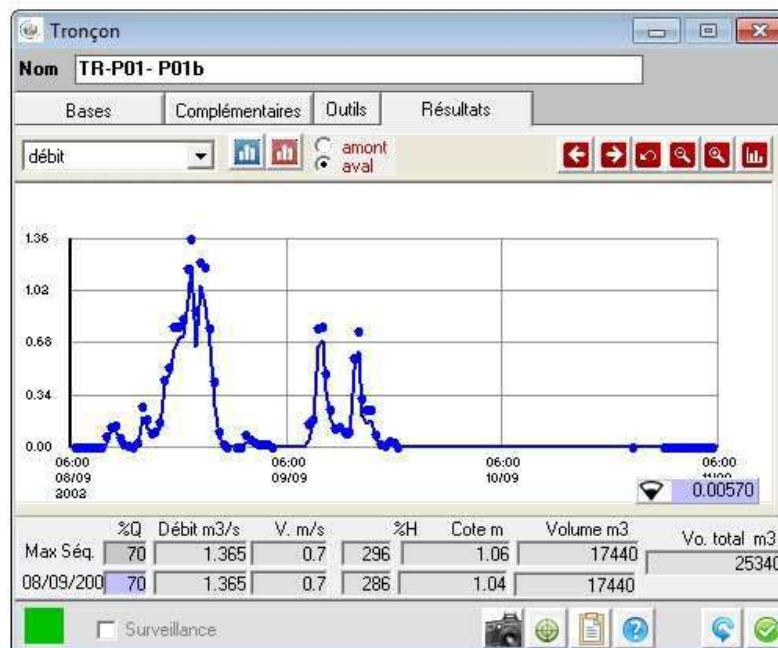 Tronçon
Nom TR-P01- P01b
Bases Complémentaires Outils Résultats
débit amont
aval
1.36
1.02
0.68
0.34
0.00
06:00 06:00 06:00 06:00
08/09 09/09 10/09
2002
0.00570
%Q Débit m3/s V. m/s %H Cote m Volume m3 Vo. total m3
Max Séq. 70 1.365 0.7 296 1.06 17440 25340
08/09/200 70 1.365 0.7 286 1.04 17440
Surveillance